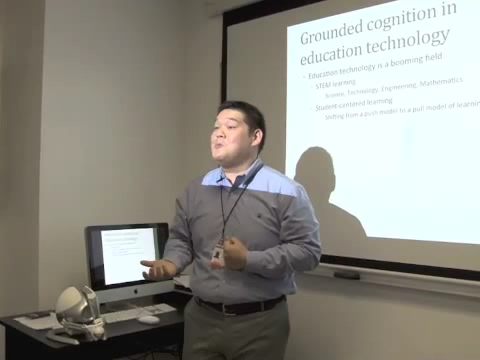 Grounded cognition in
education technology
Education technology is a booming field
STEM learning
Science, Technology, Engineering, Mathematics
Student-centered learning
Shifting from a push model to a pull model of learning